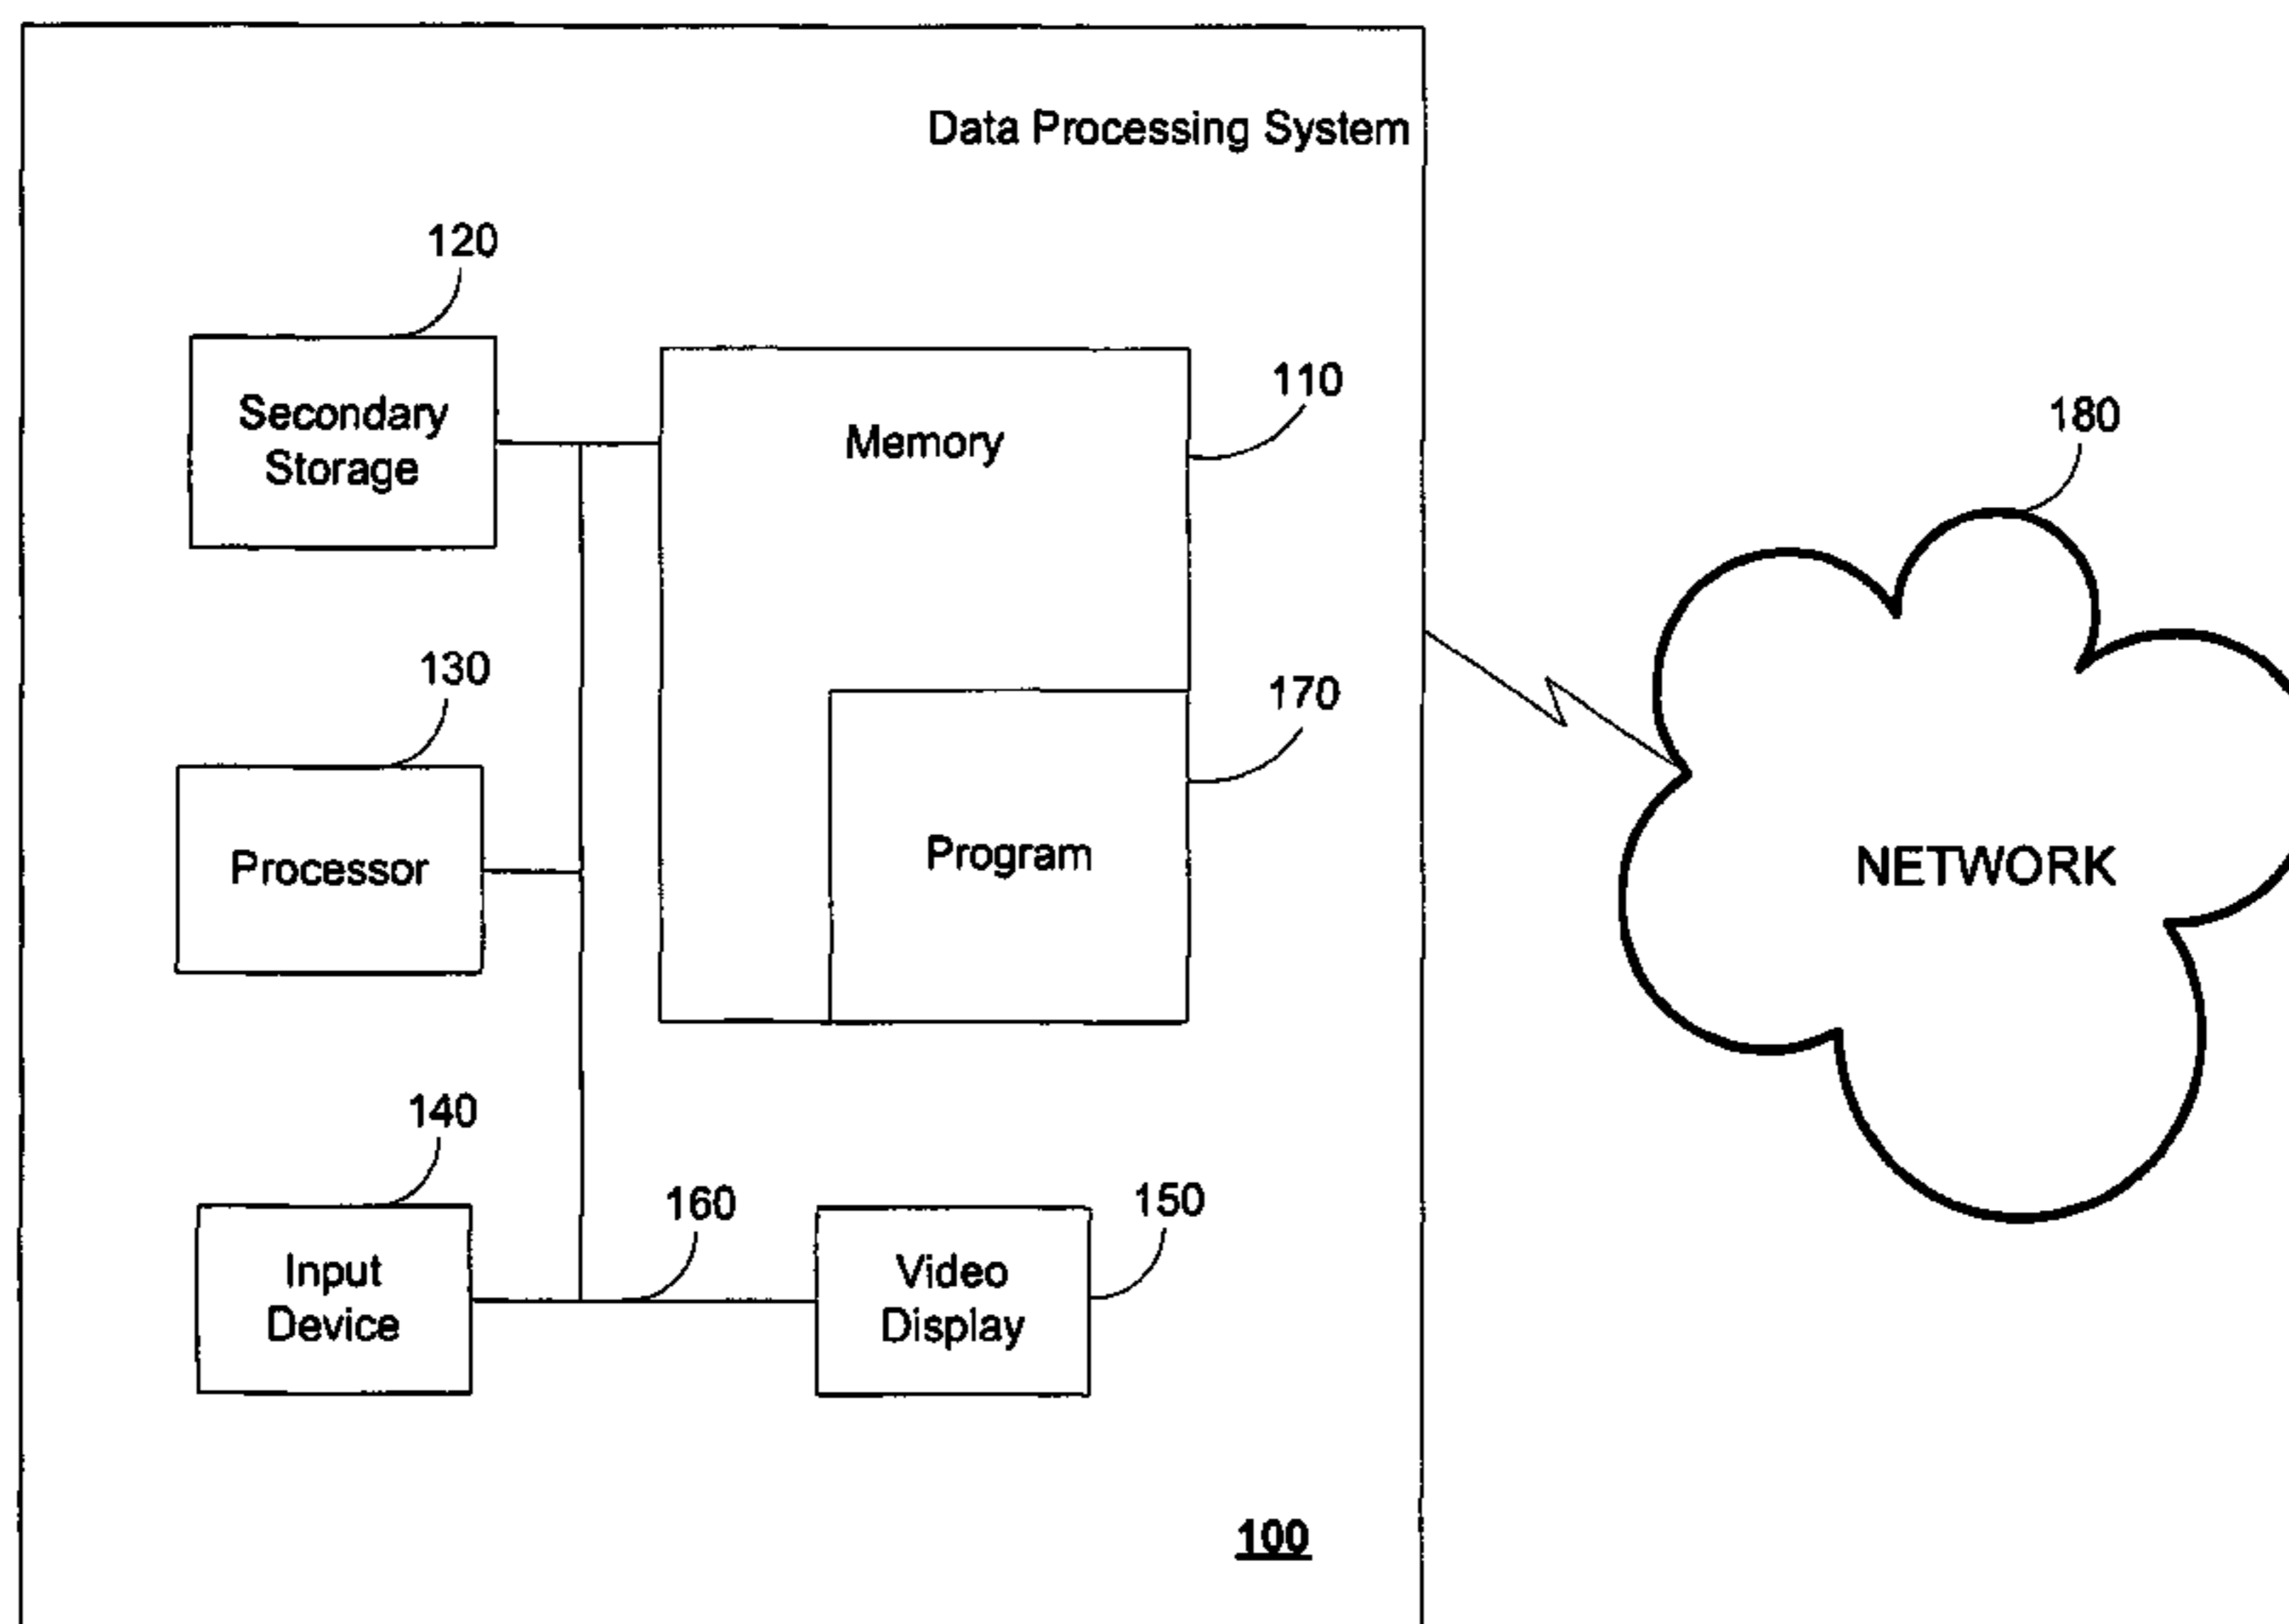 Data Processing System
120
Secondary
Storage
Memory
110
180
130
170
Processor
Program
NETWORK
140
160
150
Input
Device
Video
Display
100